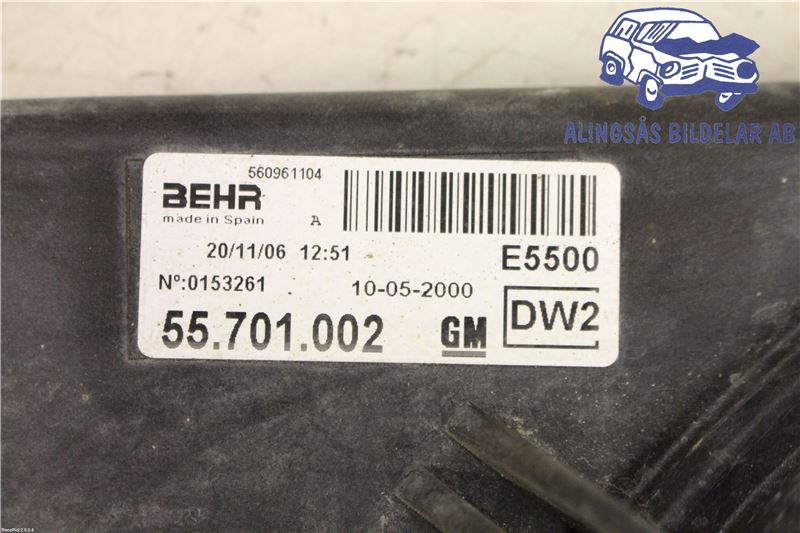 ALINGSÅS BILDELAR AB
560961104
BEHR
made in Spain A
20/11/06 12:51 E5500
Nº:0153261 10-05-2000 DW2
55.701.002 GM